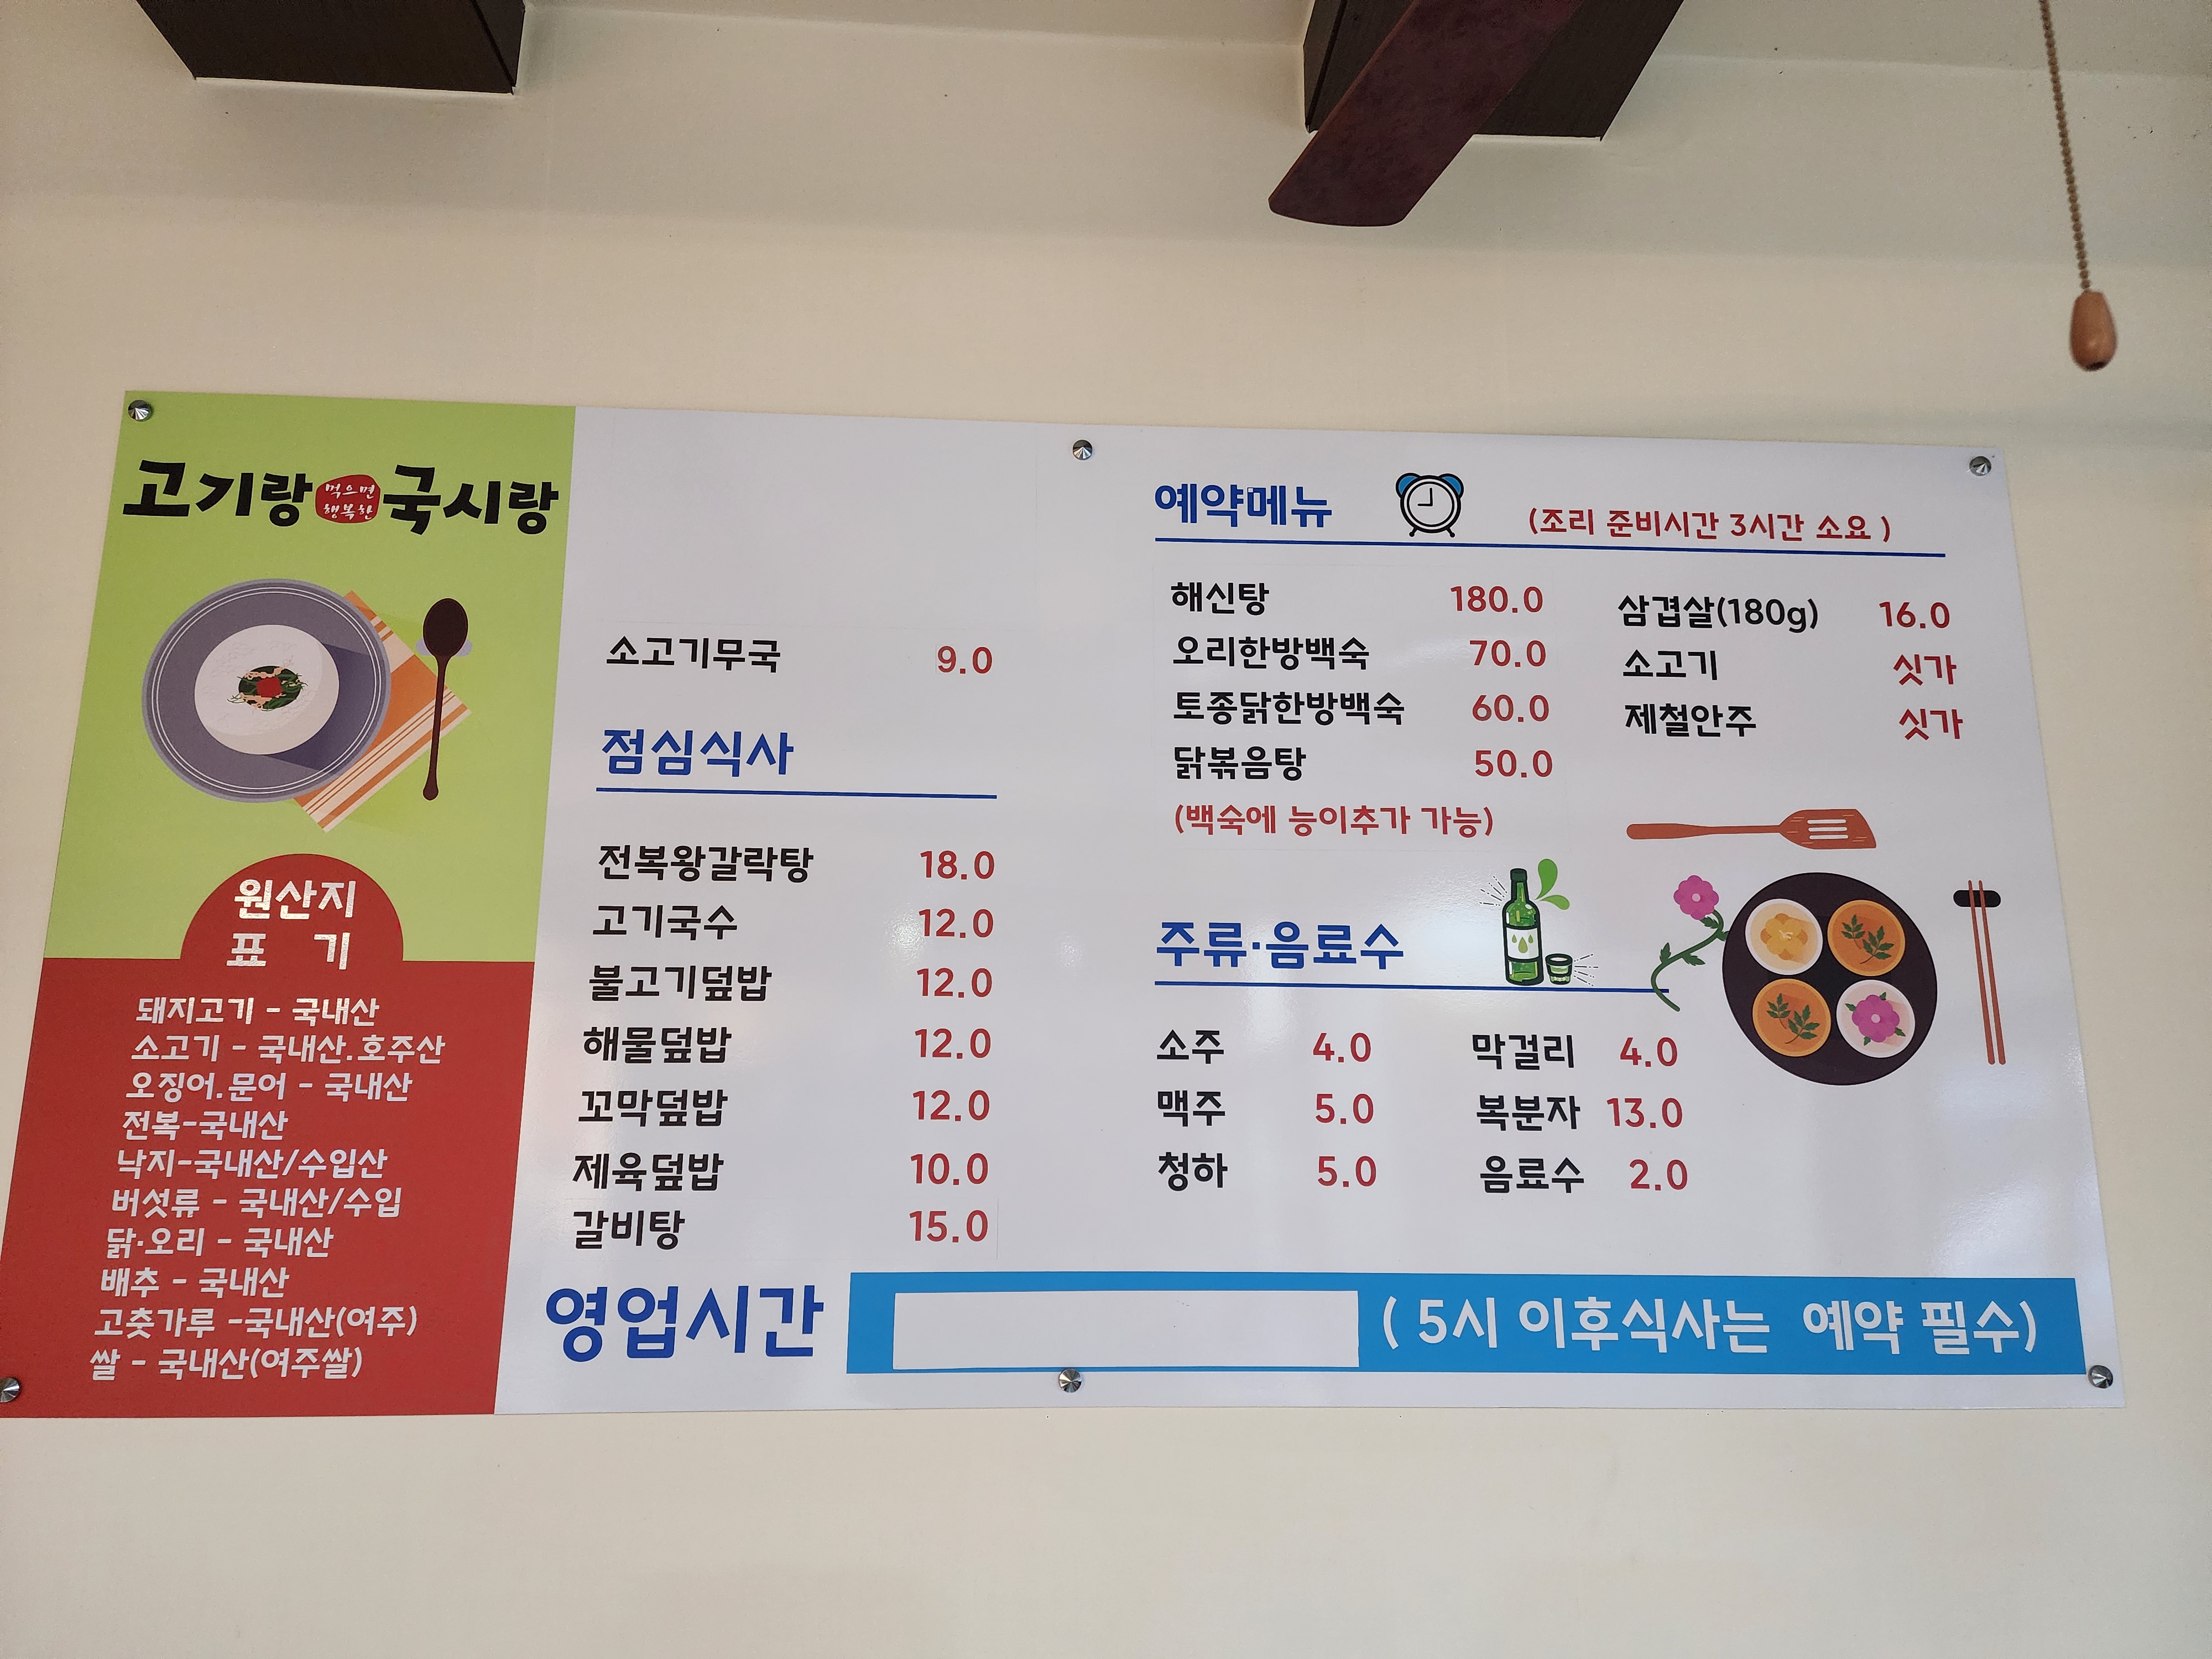 고기랑 먹으면 행복한 국시랑
원산지
표 기
돼지고기 - 국내산
소고기 - 국내산.호주산
오징어.문어 - 국내산
전복-국내산
낙지-국내산/수입산
버섯류 - 국내산/수입
닭·오리 - 국내산
배추 - 국내산
고춧가루 -국내산(여주)
쌀 - 국내산(여주쌀)
소고기무국 9.0
점심식사
전복왕갈락탕 18.0
고기국수 12.0
불고기덮밥 12.0
해물덮밥 12.0
꼬막덮밥 12.0
제육덮밥 10.0
갈비탕 15.0
예약메뉴 (조리 준비시간 3시간 소요 )
해신탕 180.0
오리한방백숙 70.0
토종닭한방백숙 60.0
닭볶음탕 50.0
(백숙에 능이추가 가능)
삼겹살(180g) 16.0
소고기 싯가
제철안주 싯가
주류·음료수
소주 4.0 막걸리 4.0
맥주 5.0 복분자 13.0
청하 5.0 음료수 2.0
영업시간 ( 5시 이후식사는 예약 필수)